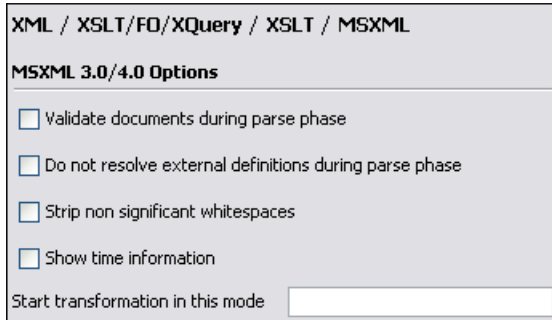 XML / XSLT/FO/XQuery / XSLT / MSXML
MSXML 3.0/4.0 Options
Validate documents during parse phase
Do not resolve external definitions during parse phase
Strip non significant whitespaces
Show time information
Start transformation in this mode